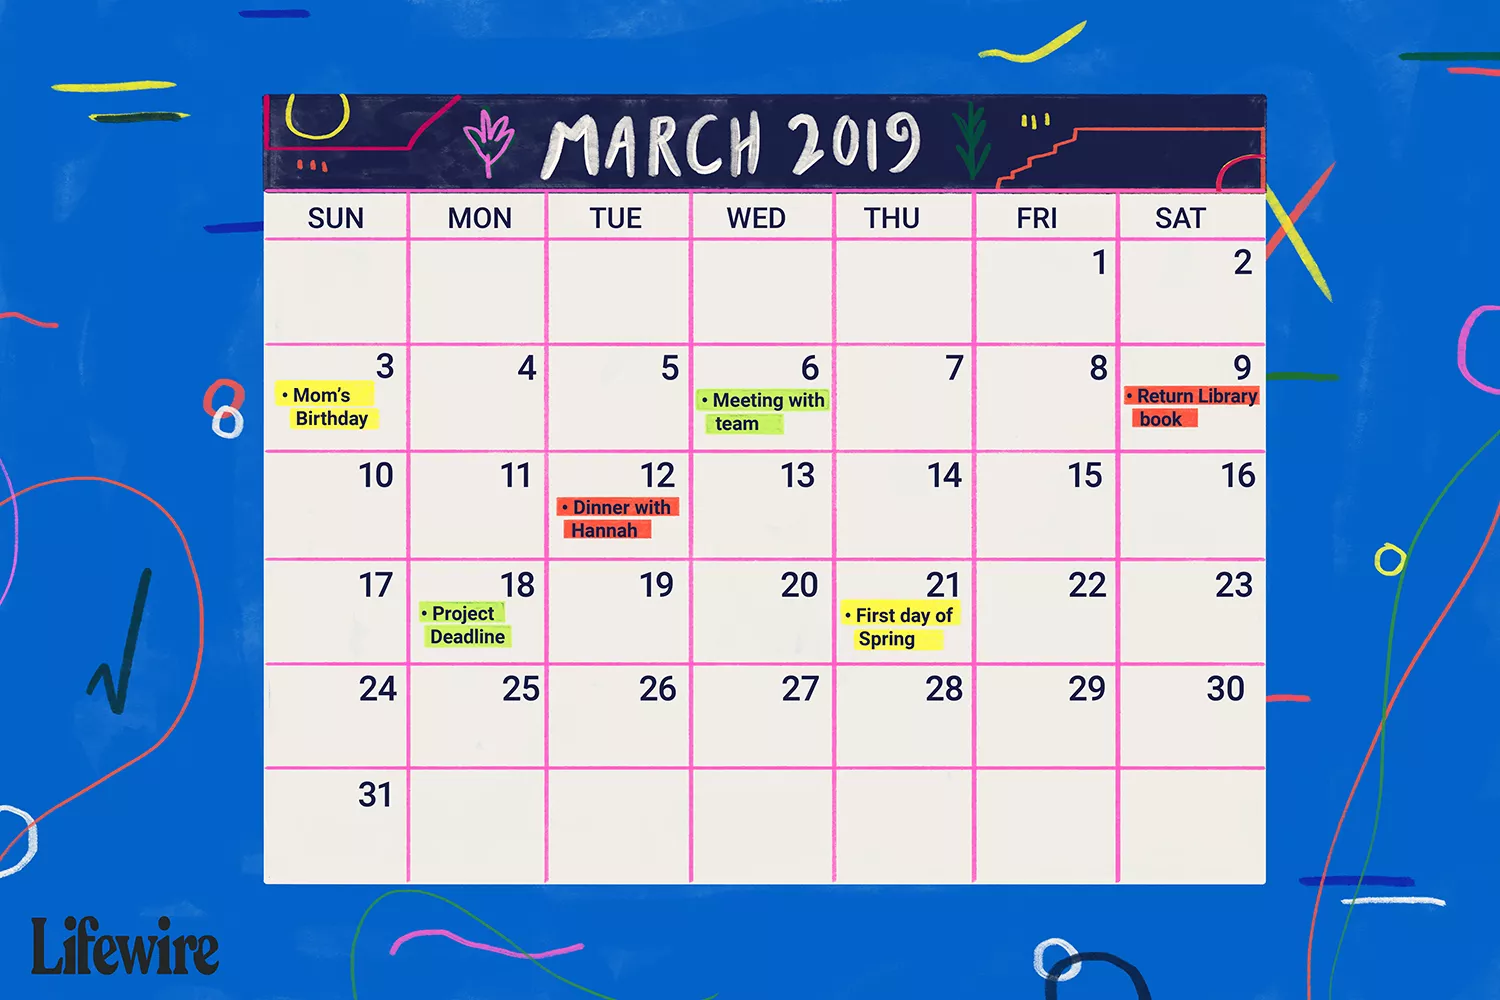 MARCH 2019
SUN MON TUE WED THU FRI SAT
1 2
3 4 5 6 7 8 9
• Mom's
Birthday
• Meeting with
team
• Return Library
book
10 11 12 13 14 15 16
• Dinner with
Hannah
17 18 19 20 21 22 23
• Project
Deadline
• First day of
Spring
24 25 26 27 28 29 30
31
Lifewire